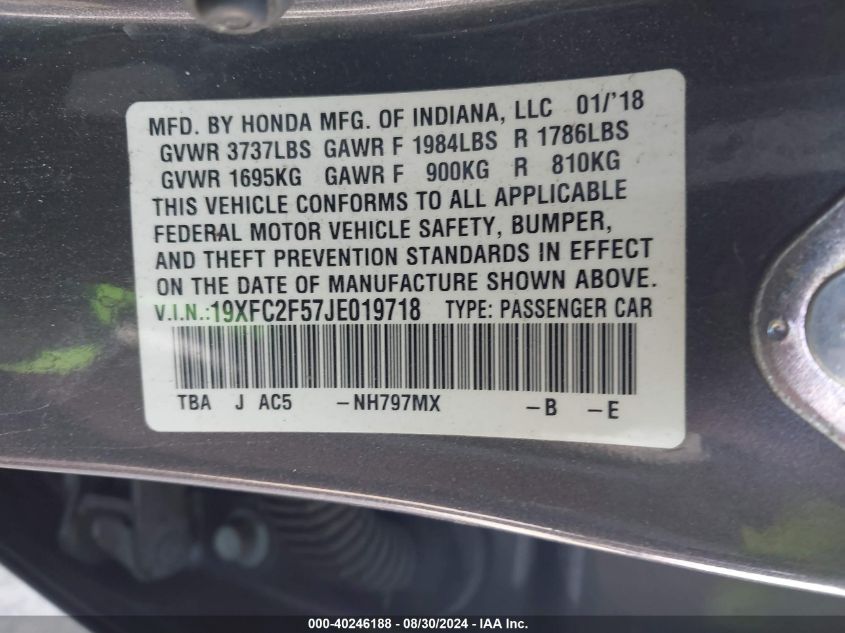 MFD. BY HONDA MFG. OF INDIANA, LLC 01/'18
GVWR 3737LBS GAWR F 1984LBS R 1786LBS
GVWR 1695KG GAWR F 900KG R 810KG
THIS VEHICLE CONFORMS TO ALL APPLICABLE
FEDERAL MOTOR VEHICLE SAFETY, BUMPER,
AND THEFT PREVENTION STANDARDS IN EFFECT
ON THE DATE OF MANUFACTURE SHOWN ABOVE.
V.I.N.:19XFC2F57JE019718 TYPE: PASSENGER CAR
TBA J AC5 -NH797MX -B -E
000-40246188 - 08/30/2024 - IAA Inc.